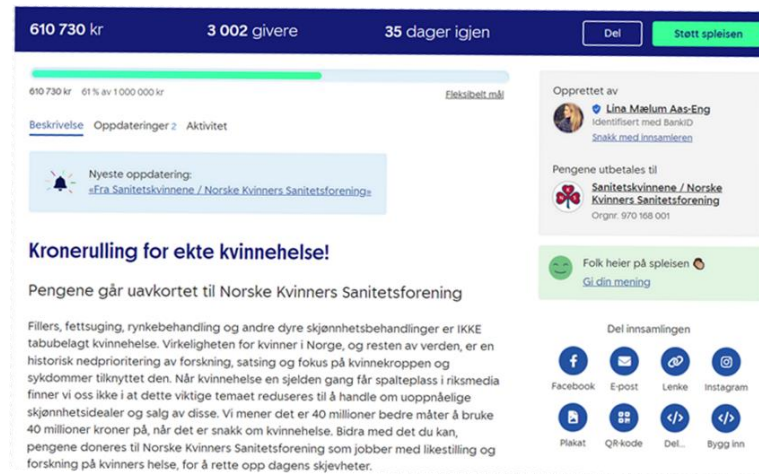 610 730 kr 3 002 givere 35 dager igjen Del Støtt spleisen
610 730 kr 61 % av 1 000 000 kr Fleksibelt mål
Beskrivelse Oppdateringer 2 Aktivitet
Nyeste oppdatering:
«Fra Sanitetskvinnene / Norske Kvinners Sanitetsforening»
Kronerulling for ekte kvinnehelse!
Pengene går uavkortet til Norske Kvinners Sanitetsforening
Fillers, fettsuging, rynkebehandling og andre dyre skjønnhetsbehandlinger er IKKE
tabubelagt kvinnehelse. Virkeligheten for kvinner i Norge, og resten av verden, er en
historisk nedprioritering av forskning, satsing og fokus på kvinnekroppen og
sykdommer tilknyttet den. Når kvinnehelse en sjelden gang får spalteplass i riksmedia
finner vi oss ikke i at dette viktige temaet reduseres til å handle om uoppnåelige
skjønnhetsidealer og salg av disse. Vi mener det er 40 millioner bedre måter å bruke
40 millioner kroner på, når det er snakk om kvinnehelse. Bidra med det du kan,
pengene doneres til Norske Kvinners Sanitetsforening som jobber med likestilling og
forskning på kvinners helse, for å rette opp dagens skjevheter.
Opprettet av
Lina Mælum Aas-Eng
Identifisert med BankID
Snakk med innsamleren
Pengene utbetales til
Sanitetskvinnene / Norske
Kvinners Sanitetsforening
Orgnr. 970 168 001
Folk heier på spleisen
Gi din mening
Del innsamlingen
Facebook E-post Lenke Instagram
Plakat QR-kode Del... Bygg inn